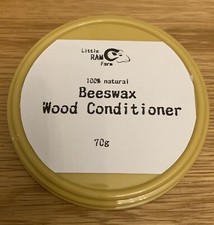 Little
RAM
Farm
100% natural
Beeswax
Wood Conditioner
70g